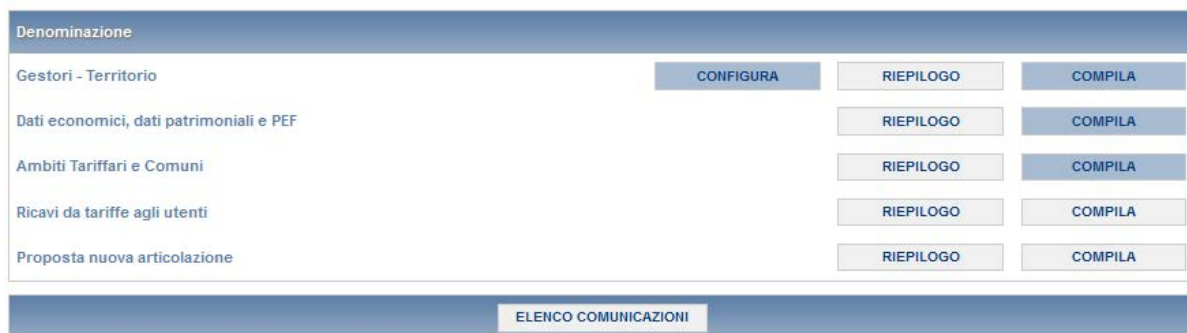 Denominazione
Gestori - Territorio CONFIGURA RIEPILOGO COMPILA
Dati economici, dati patrimoniali e PEF RIEPILOGO COMPILA
Ambiti Tariffari e Comuni RIEPILOGO COMPILA
Ricavi da tariffe agli utenti RIEPILOGO COMPILA
Proposta nuova articolazione RIEPILOGO COMPILA
ELENCO COMUNICAZIONI